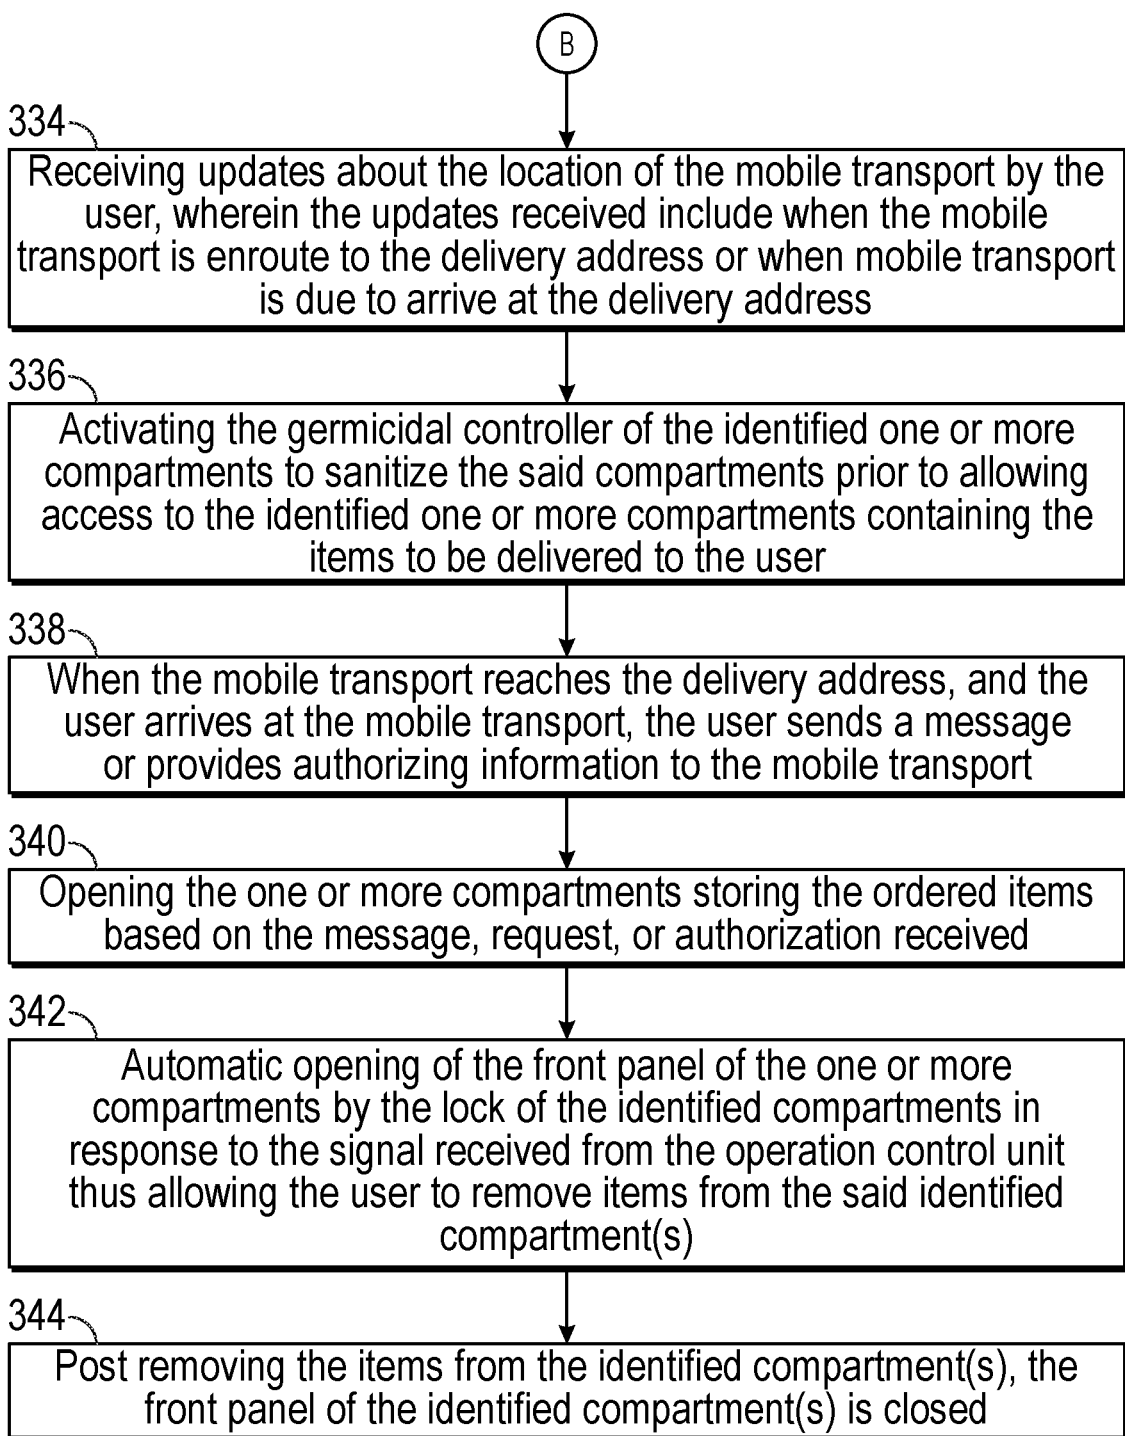 B
334
Receiving updates about the location of the mobile transport by the
user, wherein the updates received include when the mobile
transport is enroute to the delivery address or when mobile transport
is due to arrive at the delivery address
336
Activating the germicidal controller of the identified one or more
compartments to sanitize the said compartments prior to allowing
access to the identified one or more compartments containing the
items to be delivered to the user
338
When the mobile transport reaches the delivery address, and the
user arrives at the mobile transport, the user sends a message
or provides authorizing information to the mobile transport
340
Opening the one or more compartments storing the ordered items
based on the message, request, or authorization received
342
Automatic opening of the front panel of the one or more
compartments by the lock of the identified compartments in
response to the signal received from the operation control unit
thus allowing the user to remove items from the said identified
compartment(s)
344
Post removing the items from the identified compartment(s), the
front panel of the identified compartment(s) is closed